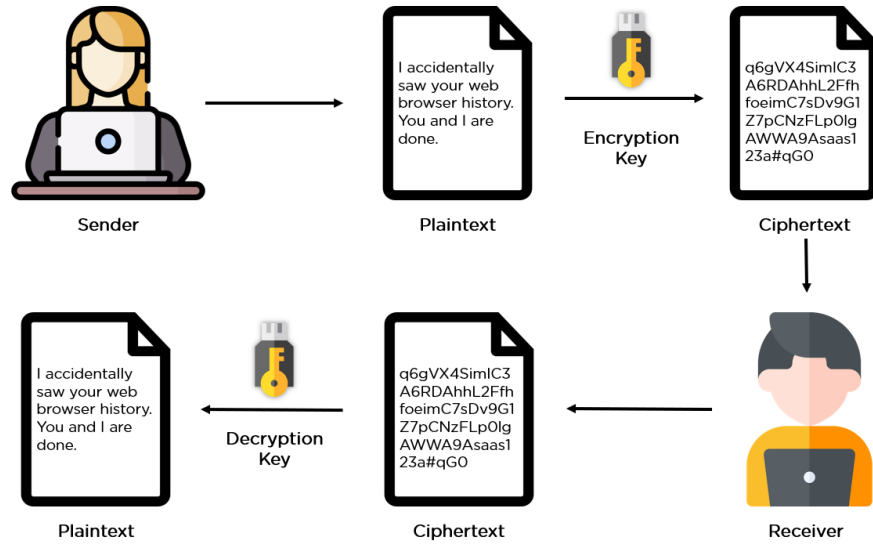 I accidentally
saw your web
browser history.
You and I are
done.
Encryption
Key
q6gVX4SimIC3
A6RDAhhL2Ffh
foeimC7sDv9G1
Z7pCNzFLp0lg
AWWA9Asaas1
23a#qG0
Sender
Plaintext
Ciphertext
I accidentally
saw your web
browser history.
You and I are
done.
Decryption
Key
q6gVX4SimIC3
A6RDAhhL2Ffh
foeimC7sDv9G1
Z7pCNzFLp0lg
AWWA9Asaas1
23a#qG0
Plaintext
Ciphertext
Receiver